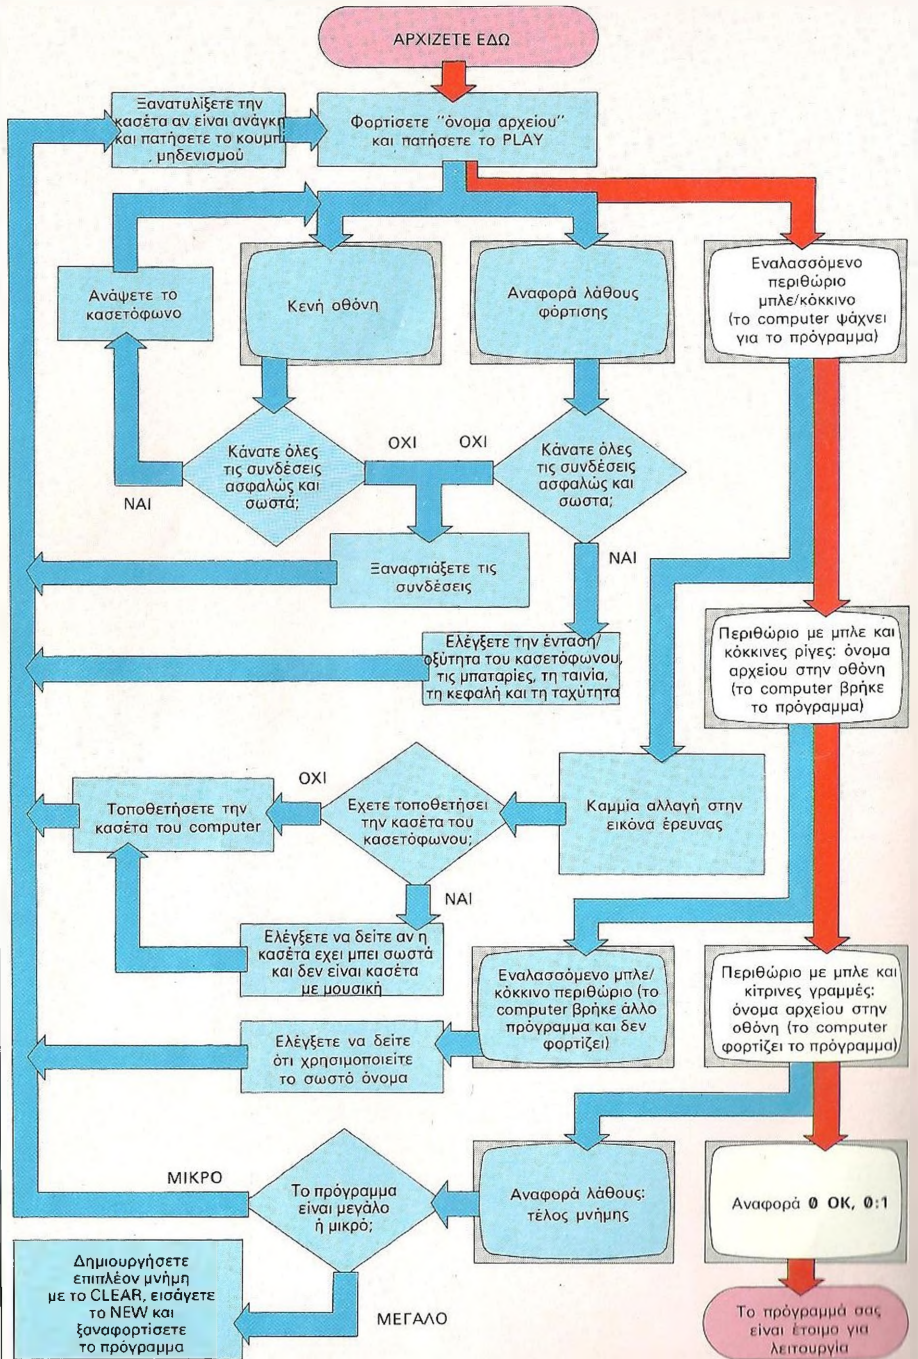 ΑΡΧΙΖΕΤΕ ΕΔΩ
Ξανατυλίξετε την
κασέτα αν είναι ανάγκη
και πατήσετε το κουμπί
μηδενισμού
Φορτίσετε "όνομα αρχείου"
και πατήσετε το PLAY
Ανάψετε το
κασετόφωνο
Κενή οθόνη
Αναφορά λάθους
φόρτισης
Εναλασσόμενο
περιθώριο
μπλε/κόκκινο
(το computer ψάχνει
για το πρόγραμμα)
Κάνατε όλες
τις συνδέσεις
ασφαλώς και
σωστά;
ΟΧΙ
ΟΧΙ
Κάνατε όλες
τις συνδέσεις
ασφαλώς και
σωστα;
ΝΑΙ
ΝΑΙ
Ξαναφτιάξετε τις
συνδέσεις
Ελέγξετε την ένταση/
οξύτητα του κασετόφωνου,
τις μπαταρίες, τη ταινία,
τη κεφαλή και τη ταχύτητα
Περιθώριο με μπλε και
κόκκινες ρίγες: όνομα
αρχείου στην οθόνη
(το computer βρήκε
το πρόγραμμα)
Τοποθετήσετε την
κασέτα του computer
ΟΧΙ
Εχετε τοποθετήσει
την κασέτα του
κασετόφωνου;
Καμμία αλλαγή στην
εικόνα έρευνας
ΝΑΙ
Ελέγξετε να δείτε αν η
κασέτα εχει μπει σωστά
και δεν είναι κασέτα
με μουσική
Εναλασσόμενο μπλε/
κόκκινο περιθώριο (το
computer βρήκε άλλο
πρόγραμμα και δεν
φορτίζει)
Περιθώριο με μπλε και
κίτρινες γραμμές:
όνομα αρχείου στην
οθόνη (το computer
φορτίζει το πρόγραμμα)
Ελέγξετε να δείτε
ότι χρησιμοποιείτε
το σωστό όνομα
ΜΙΚΡΟ
Το πρόγραμμα
είναι μεγάλο
ή μικρό;
Αναφορά λάθους:
τέλος μνήμης
Αναφορά 0 OK, 0:1
Δημιουργήσετε
επιπλέον μνήμη
με το CLEAR, εισάγετε
το NEW και
ξαναφορτίσετε
το πρόγραμμα
ΜΕΓΑΛΟ
Το πρόγραμμά σας
είναι έτοιμο για
λειτουργία